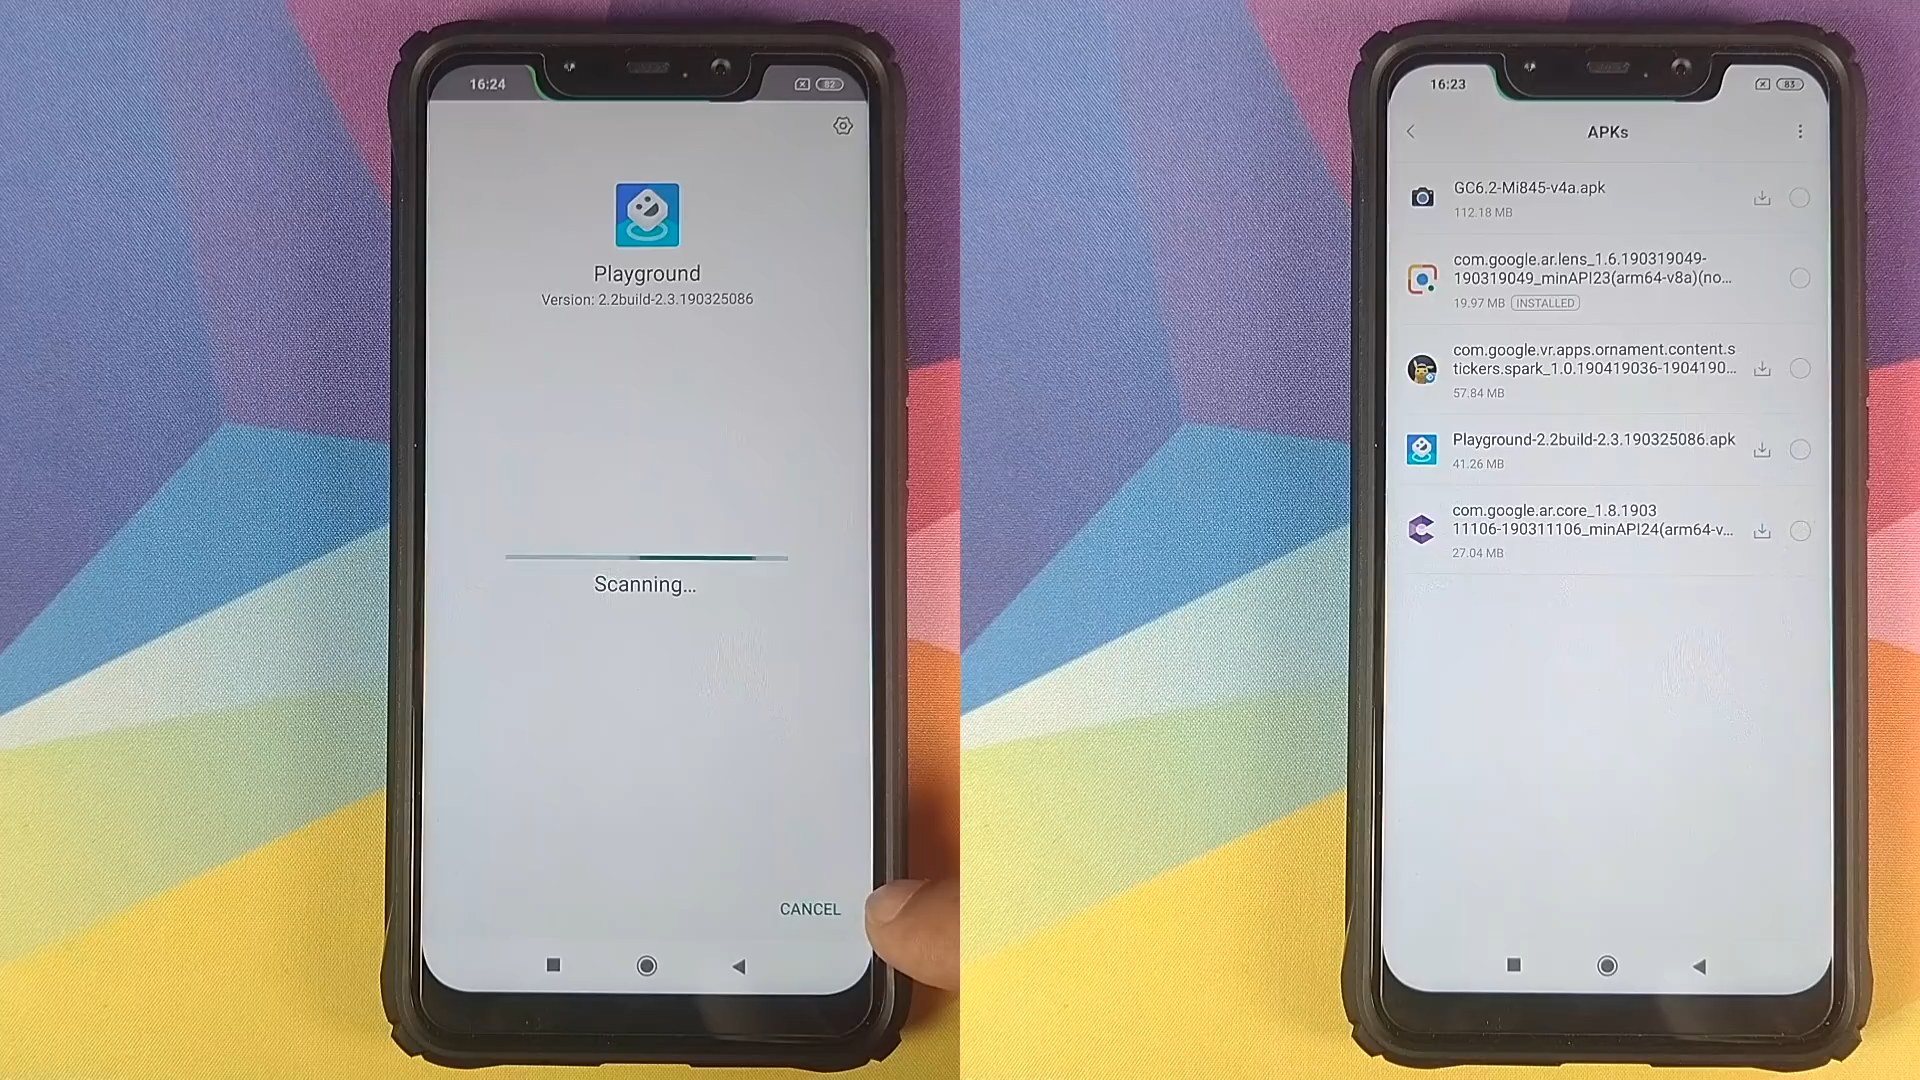 16:24
82
Playground
Version: 2.2build-2.3.190325086
Scanning...
CANCEL
16:23
83
APKs
GC6.2-Mi845-v4a.apk
112.18 MB
com.google.ar.lens_1.6.190319049-
190319049_minAPI23(arm64-v8a)(no...
19.97 MB INSTALLED
com.google.vr.apps.ornament.content.s
tickers.spark_1.0.190419036-1904190...
57.84 MB
Playground-2.2build-2.3.190325086.apk
41.26 MB
com.google.ar.core_1.8.1903
11106-190311106_minAPI24(arm64-v...
27.04 MB